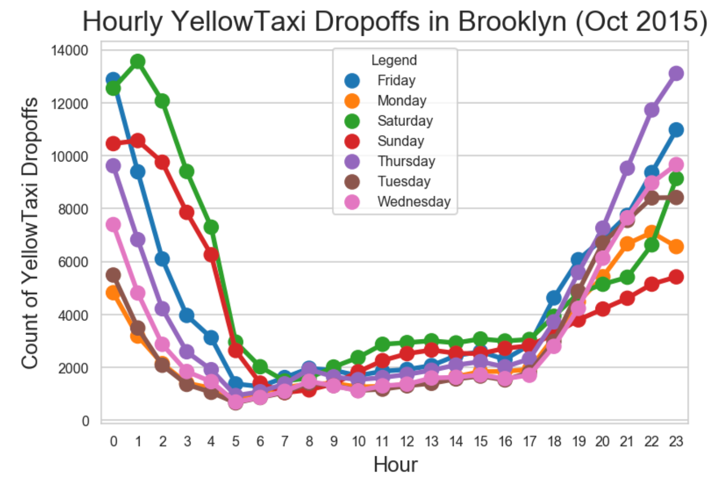 Hourly YellowTaxi Dropoffs in Brooklyn (Oct 2015)
Count of YellowTaxi Dropoffs
14000
12000
10000
8000
6000
4000
2000
0
Legend
Friday
Monday
Saturday
Sunday
Thursday
Tuesday
Wednesday
0 1 2 3 4 5 6 7 8 9 10 11 12 13 14 15 16 17 18 19 20 21 22 23
Hour